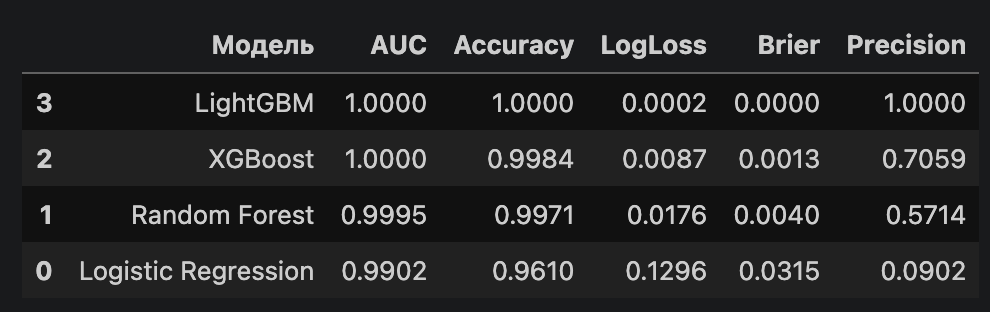 Модель AUC Accuracy LogLoss Brier Precision
3 LightGBM 1.0000 1.0000 0.0002 0.0000 1.0000
2 XGBoost 1.0000 0.9984 0.0087 0.0013 0.7059
1 Random Forest 0.9995 0.9971 0.0176 0.0040 0.5714
0 Logistic Regression 0.9902 0.9610 0.1296 0.0315 0.0902